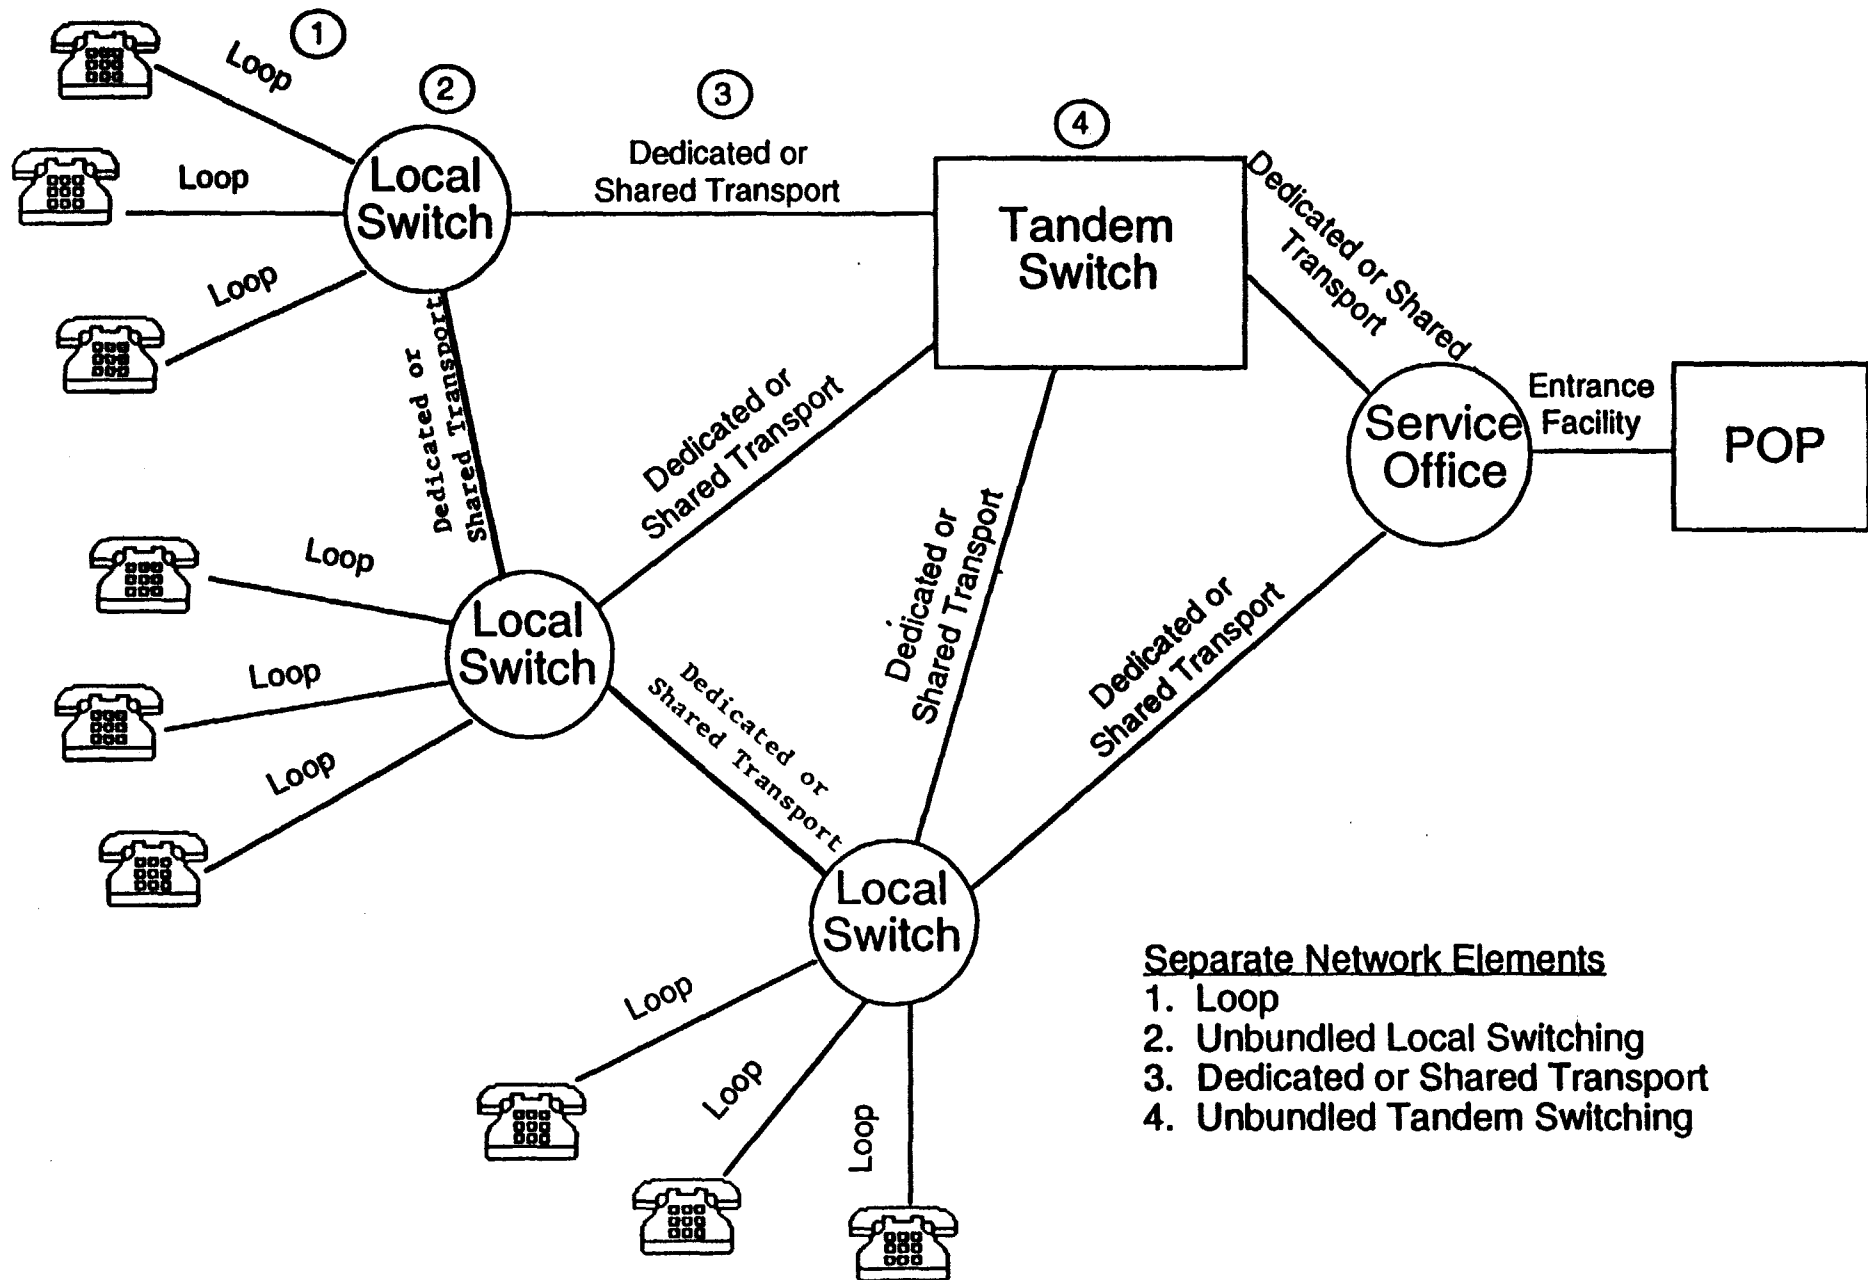 1
Loop
2
3
4
Loop
Local
Switch
Dedicated or
Shared Transport
Tandem
Switch
Dedicated or Shared
Transport
Loop
Dedicated or
Shared Transport
Dedicated or
Shared Transport
Entrance
Facility
Service
Office
POP
Loop
Local
Switch
Loop
Loop
Dedicated or
Shared Transport
Dedicated or
Shared Transport
Dedicated or
Shared Transport
Local
Switch
Loop
Loop
Loop
Separate Network Elements
1. Loop
2. Unbundled Local Switching
3. Dedicated or Shared Transport
4. Unbundled Tandem Switching